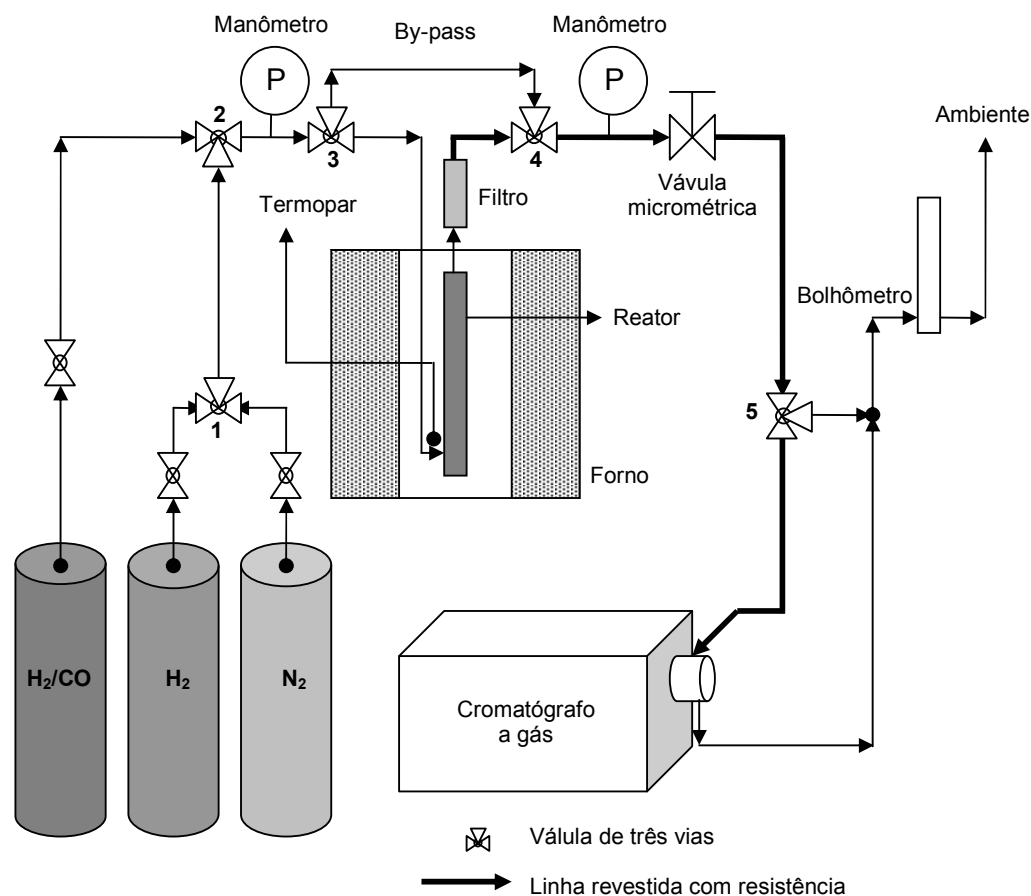 Manômetro
By-pass
Manômetro
P
P
2
3
4
Ambiente
Vávula
micrométrica
Termopar
Filtro
Bolhômetro
Reator
5
1
Forno
H₂/CO
H₂
N₂
Cromatógrafo
a gás
Válula de três vias
Linha revestida com resistência